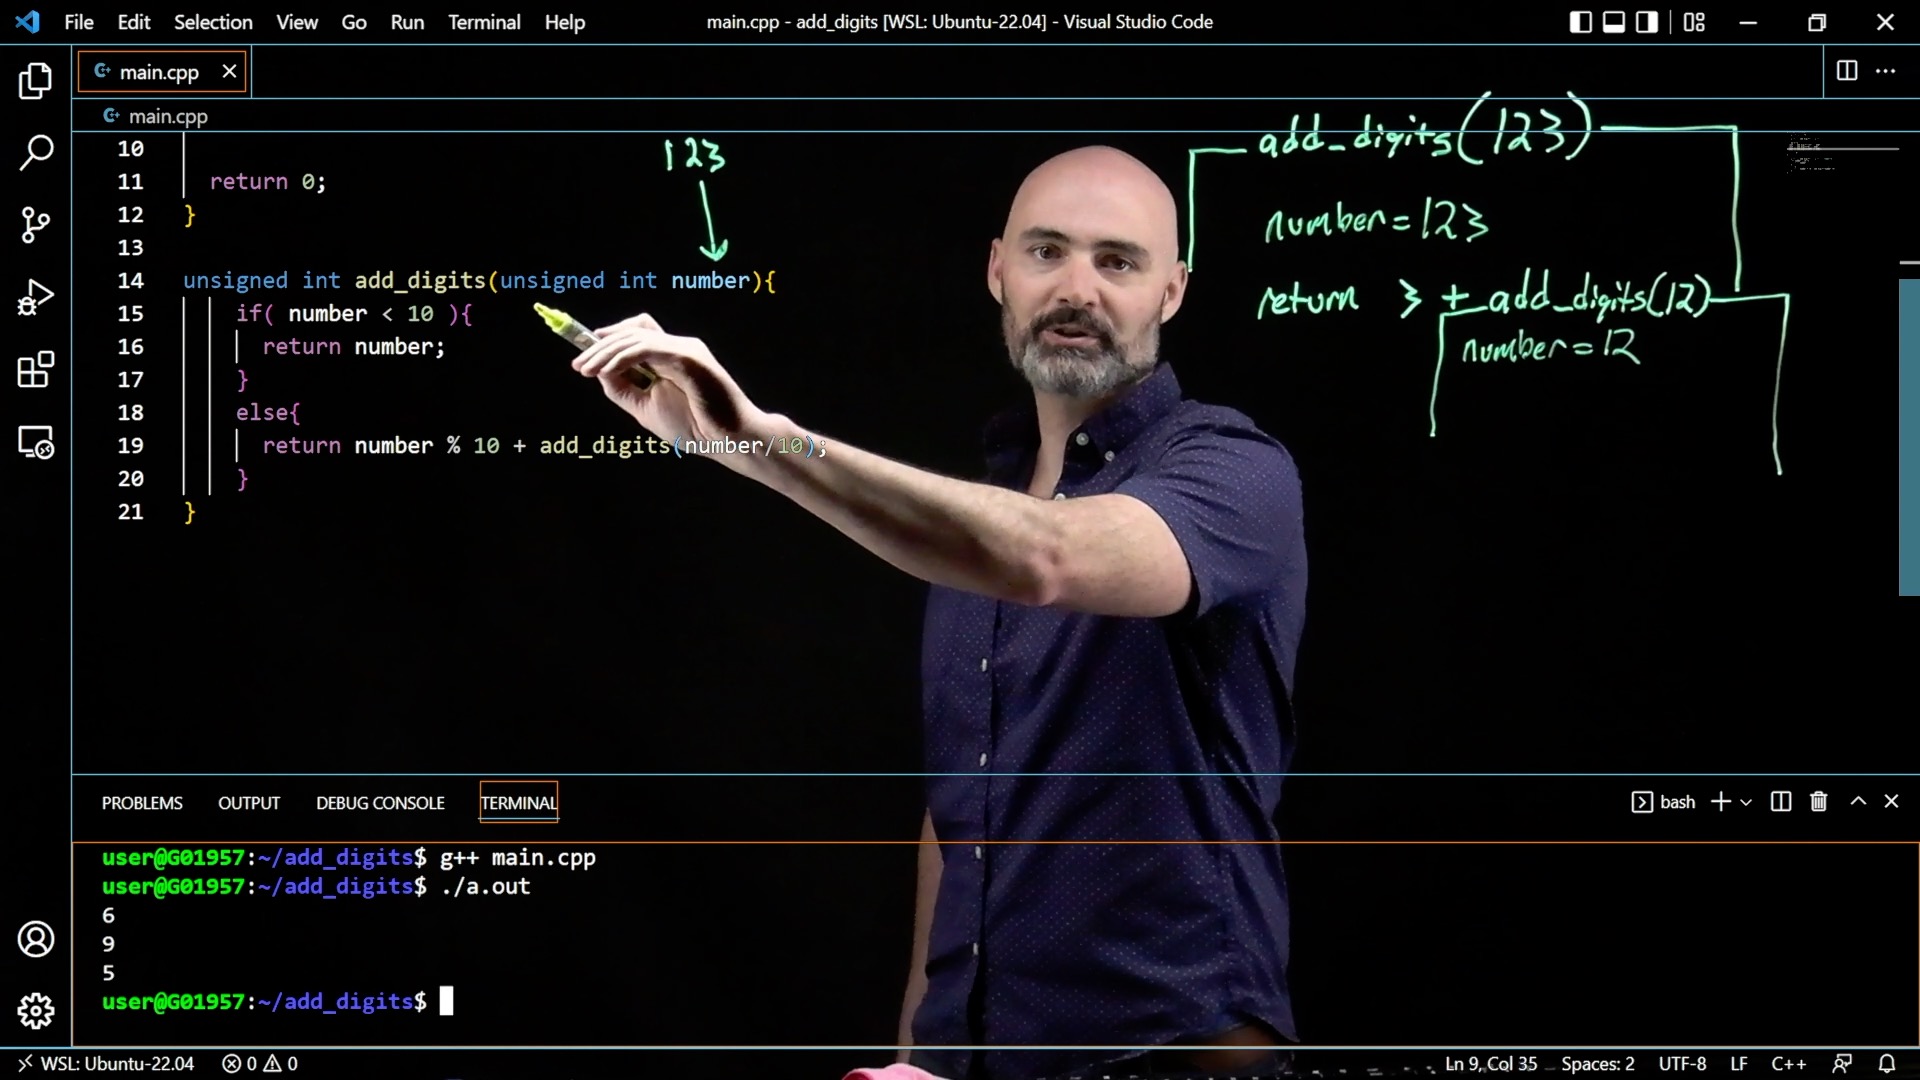 File Edit Selection View Go Run Terminal Help
main.cpp - add_digits [WSL: Ubuntu-22.04] - Visual Studio Code
main.cpp
main.cpp
10
11 return 0;
12 }
13
14 unsigned int add_digits(unsigned int number){
15 if( number < 10 ){
16 return number;
17 }
18 else{
19 return number % 10 + add_digits(number/10);
20 }
21 }
123
add_digits(123)
number=123
return 3 + add_digits(12)
number=12
PROBLEMS OUTPUT DEBUG CONSOLE TERMINAL
bash
user@G01957:~/add_digits$ g++ main.cpp
user@G01957:~/add_digits$ ./a.out
6
9
5
user@G01957:~/add_digits$
WSL: Ubuntu-22.04 0 0
Ln 9, Col 35 Spaces: 2 UTF-8 LF C++